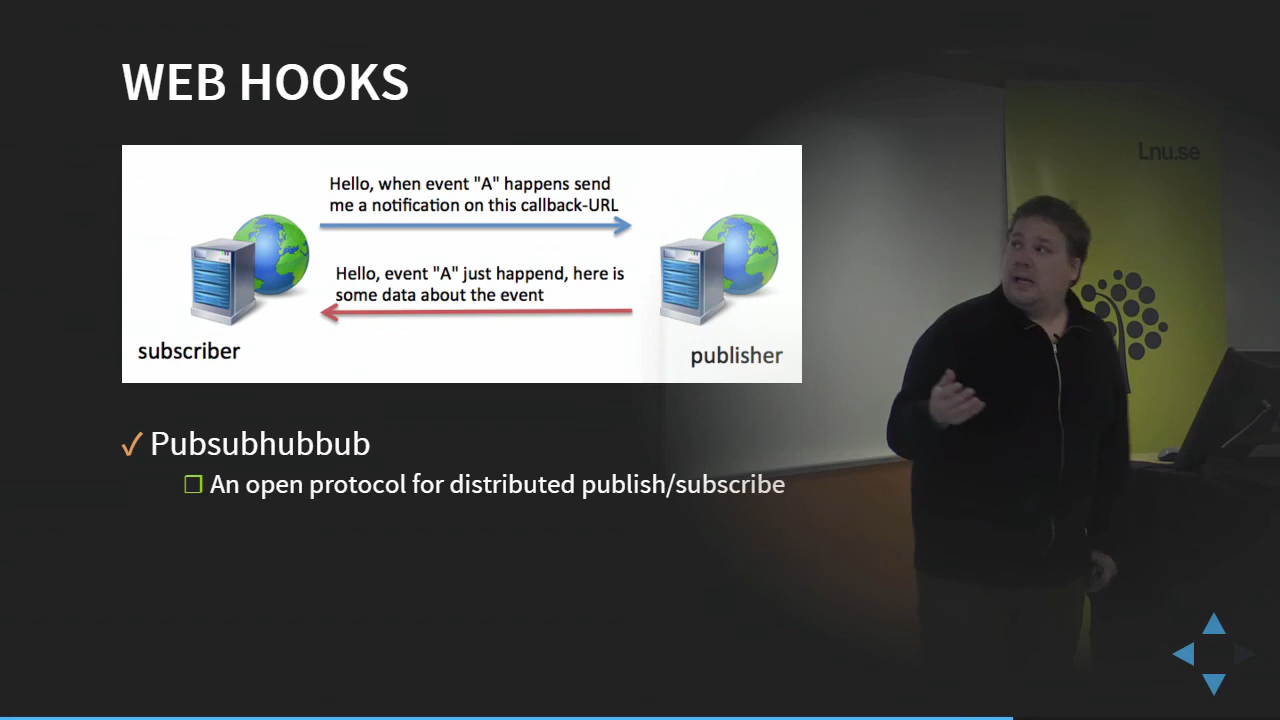 WEB HOOKS
Lnu.se
Hello, when event "A" happens send
me a notification on this callback-URL
Hello, event "A" just happend, here is
some data about the event
subscriber
publisher
Pubsubhubbub
An open protocol for distributed publish/subscribe